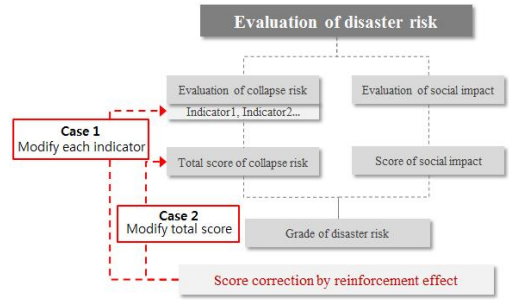 Evaluation of disaster risk
Evaluation of collapse risk
Indicator1, Indicator2...
Evaluation of social impact
Case 1
Modify each indicator
Total score of collapse risk
Score of social impact
Case 2
Modify total score
Grade of disaster risk
Score correction by reinforcement effect